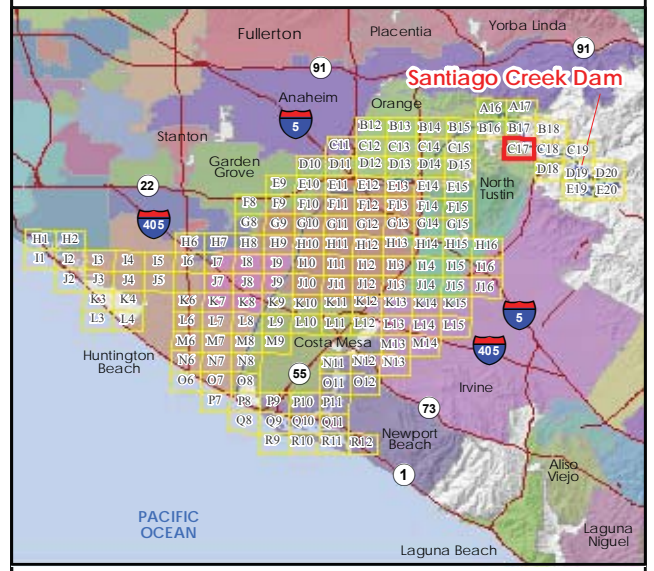 Fullerton
Placentia
Yorba Linda
91
91
Santiago Creek Dam
Anaheim
Orange
A16 A17
5
B12 B13 B14 B15 B16 B17 B18
Stanton
C11 C12 C13 C14 C15 C17 C18 C19
Garden
Grove
D10 D11 D12 D13 D14 D15 D18 D19 D20
22
E9 E10 E11 E12 E13 E14 E15 E19 E20
North
Tustin
F8 F9 F10 F11 F12 F13 F14 F15
405
G8 G9 G10 G11 G12 G13 G14 G15
H1 H2 H6 H7 H8 H9 H10 H11 H12 H13 H14 H15 H16
I1 I2 I3 I4 I5 I6 I7 I8 I9 I10 I11 I12 I13 I14 I15 I16
J2 J3 J4 J5 J7 J8 J9 J10 J11 J12 J13 J14 J15 J16
K3 K4 K6 K7 K8 K9 K10 K11 K12 K13 K14 K15
L3 L4 L6 L7 L8 L9 L10 L11 L12 L13 L14 L15
5
M6 M7 M8 M9 Costa Mesa M13 M14
405
Huntington
Beach
N6 N7 N8 N11 N12 N13
55
O6 O7 O8 O11 O12
Irvine
P7 P8 P9 P10 P11
73
Q8 Q9 Q10 Q11
Newport
Beach
R9 R10 R11 R12
1
Aliso
Viejo
PACIFIC
OCEAN
Laguna
Niguel
Laguna Beach